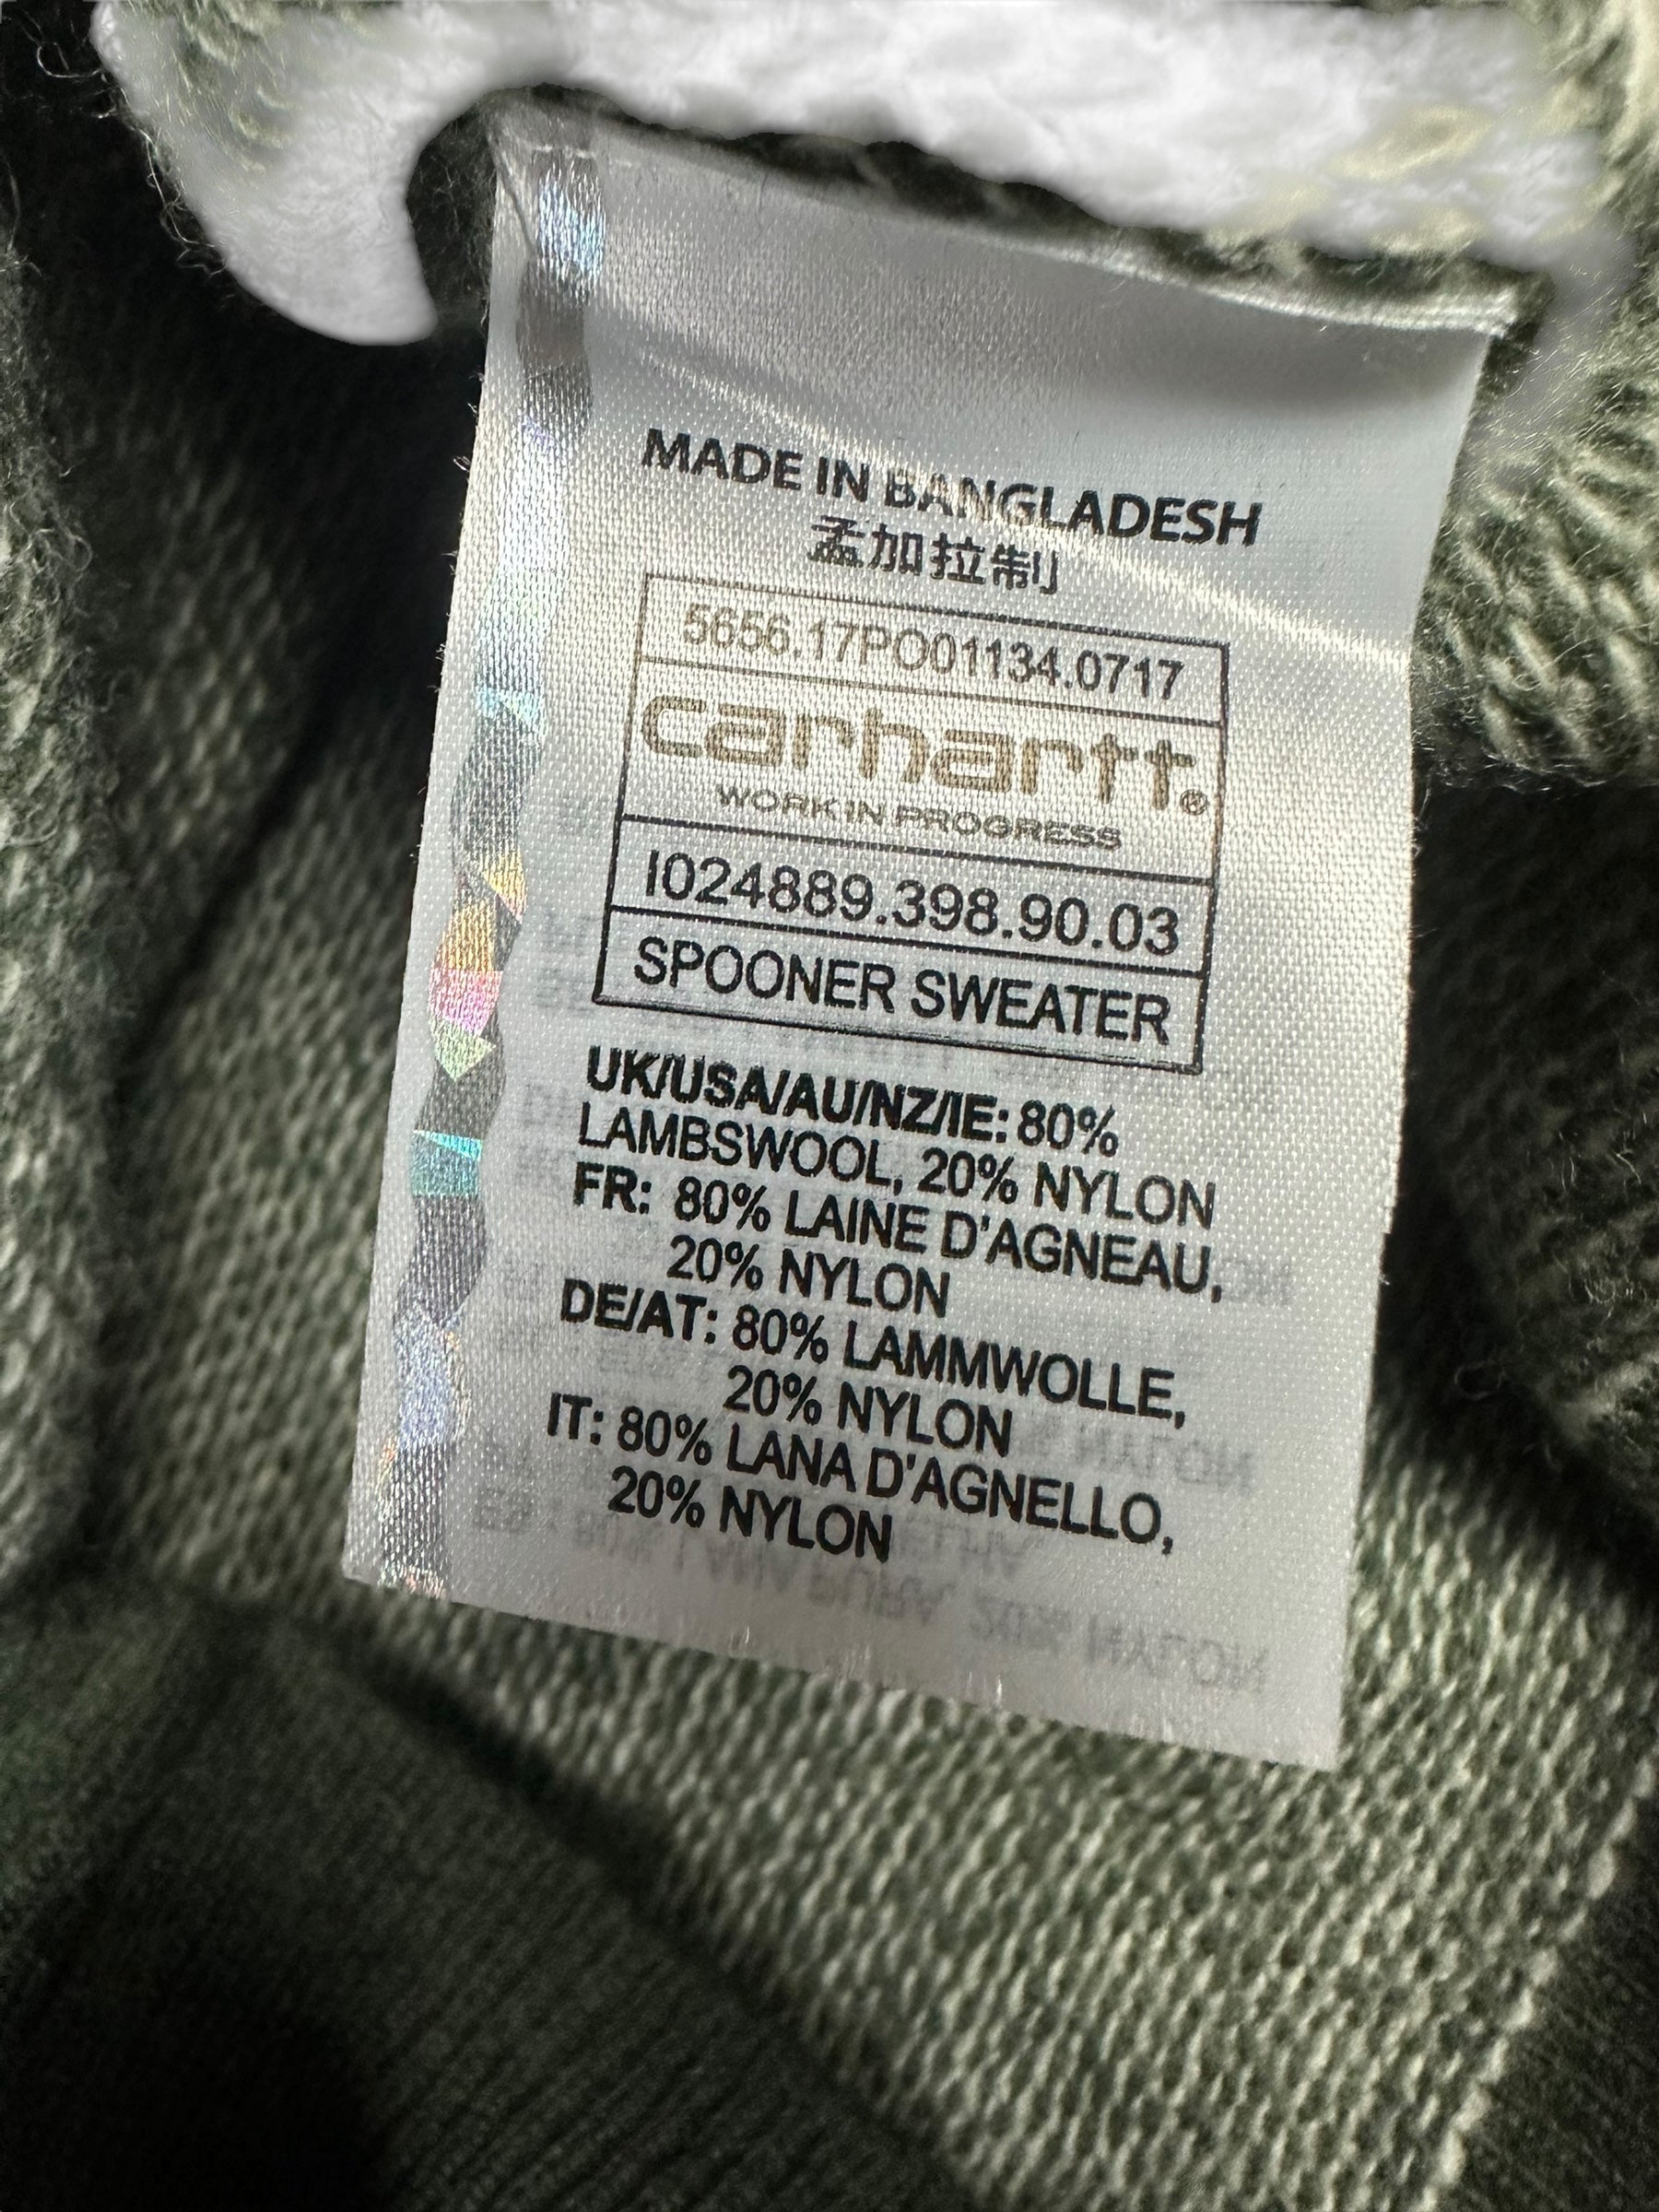 MADE IN BANGLADESH
孟加拉制
5656.17PO01134.0717
carhartt®
WORK IN PROGRESS
I024889.398.90.03
SPOONER SWEATER
UK/USA/AU/NZ/IE: 80%
LAMBSWOOL, 20% NYLON
FR: 80% LAINE D'AGNEAU,
20% NYLON
DE/AT: 80% LAMMWOLLE,
20% NYLON
IT: 80% LANA D'AGNELLO,
20% NYLON